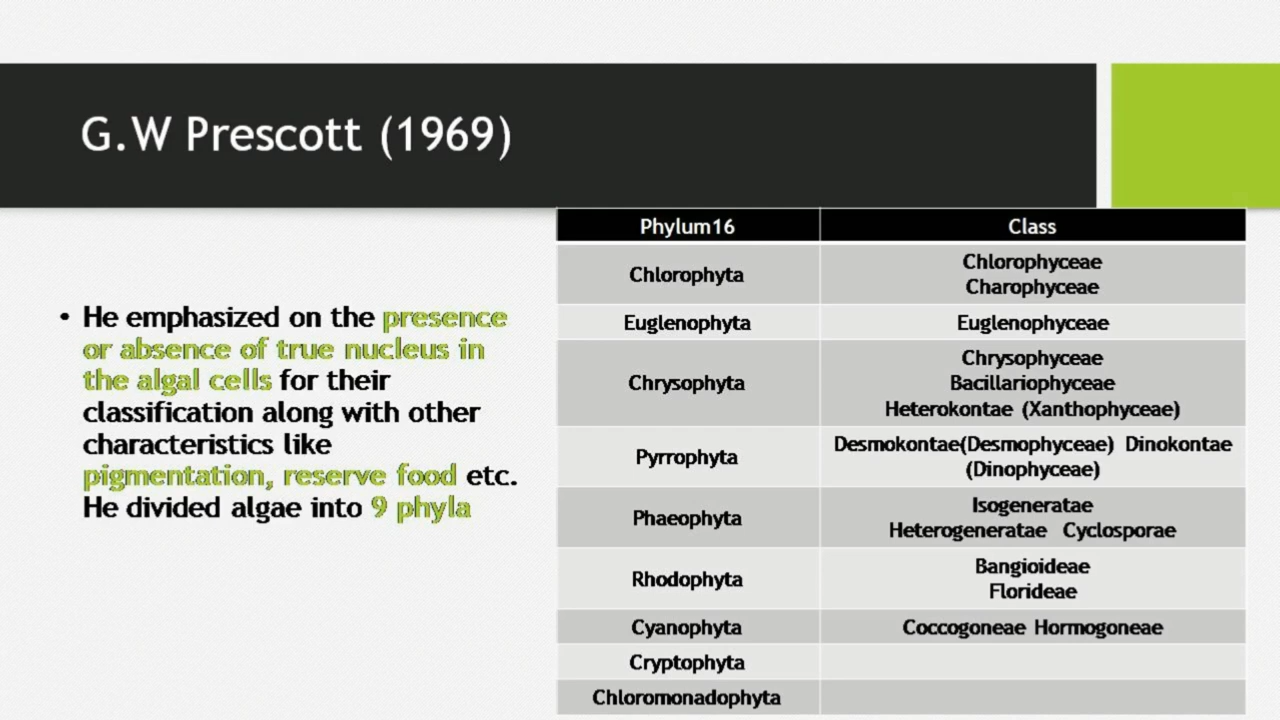 G.W Prescott (1969)
• He emphasized on the presence
or absence of true nucleus in
the algal cells for their
classification along with other
characteristics like
pigmentation, reserve food etc.
He divided algae into 9 phyla
Phylum16 Class
Chlorophyta Chlorophyceae
Charophyceae
Euglenophyta Euglenophyceae
Chrysophyta Chrysophyceae
Bacillariophyceae
Heterokontae (Xanthophyceae)
Pyrrophyta Desmokontae(Desmophyceae) Dinokontae
(Dinophyceae)
Phaeophyta Isogeneratae
Heterogeneratae Cyclosporae
Rhodophyta Bangioideae
Florideae
Cyanophyta Coccogoneae Hormogoneae
Cryptophyta
Chloromonadophyta